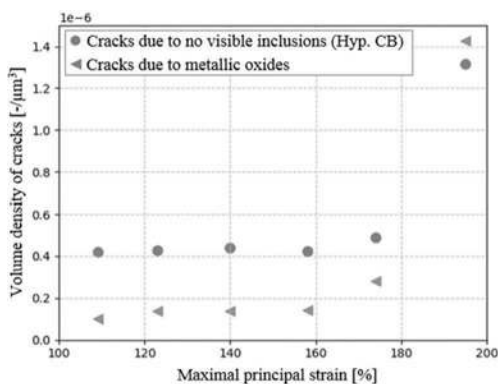 1e-6
Cracks due to no visible inclusions (Hyp. CB)
Cracks due to metallic oxides
Volume density of cracks [-/μm³]
1.4
1.2
1.0
0.8
0.6
0.4
0.2
0.0
100 120 140 160 180 200
Maximal principal strain [%]